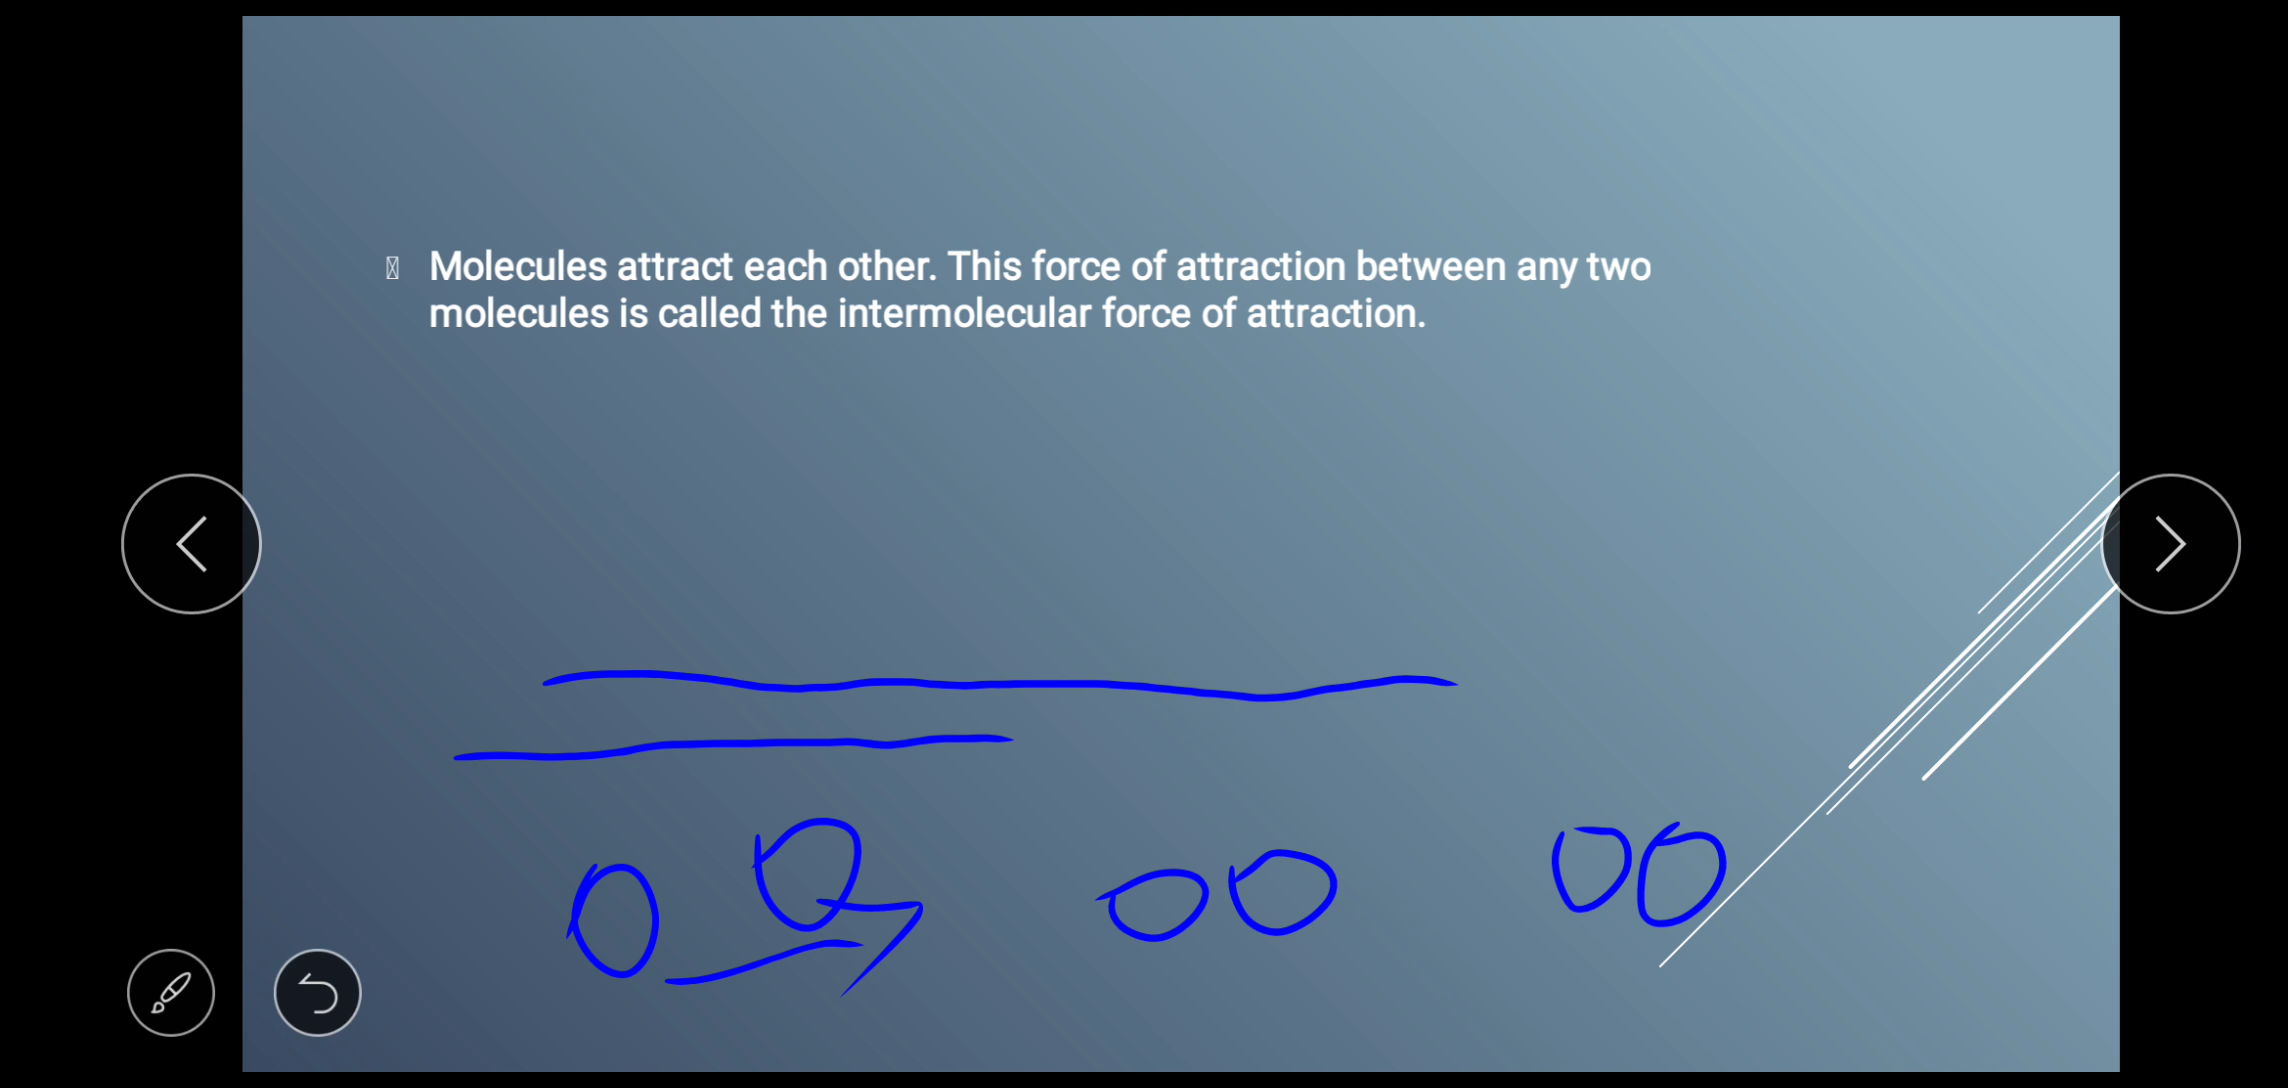 Molecules attract each other. This force of attraction between any two
molecules is called the intermolecular force of attraction.